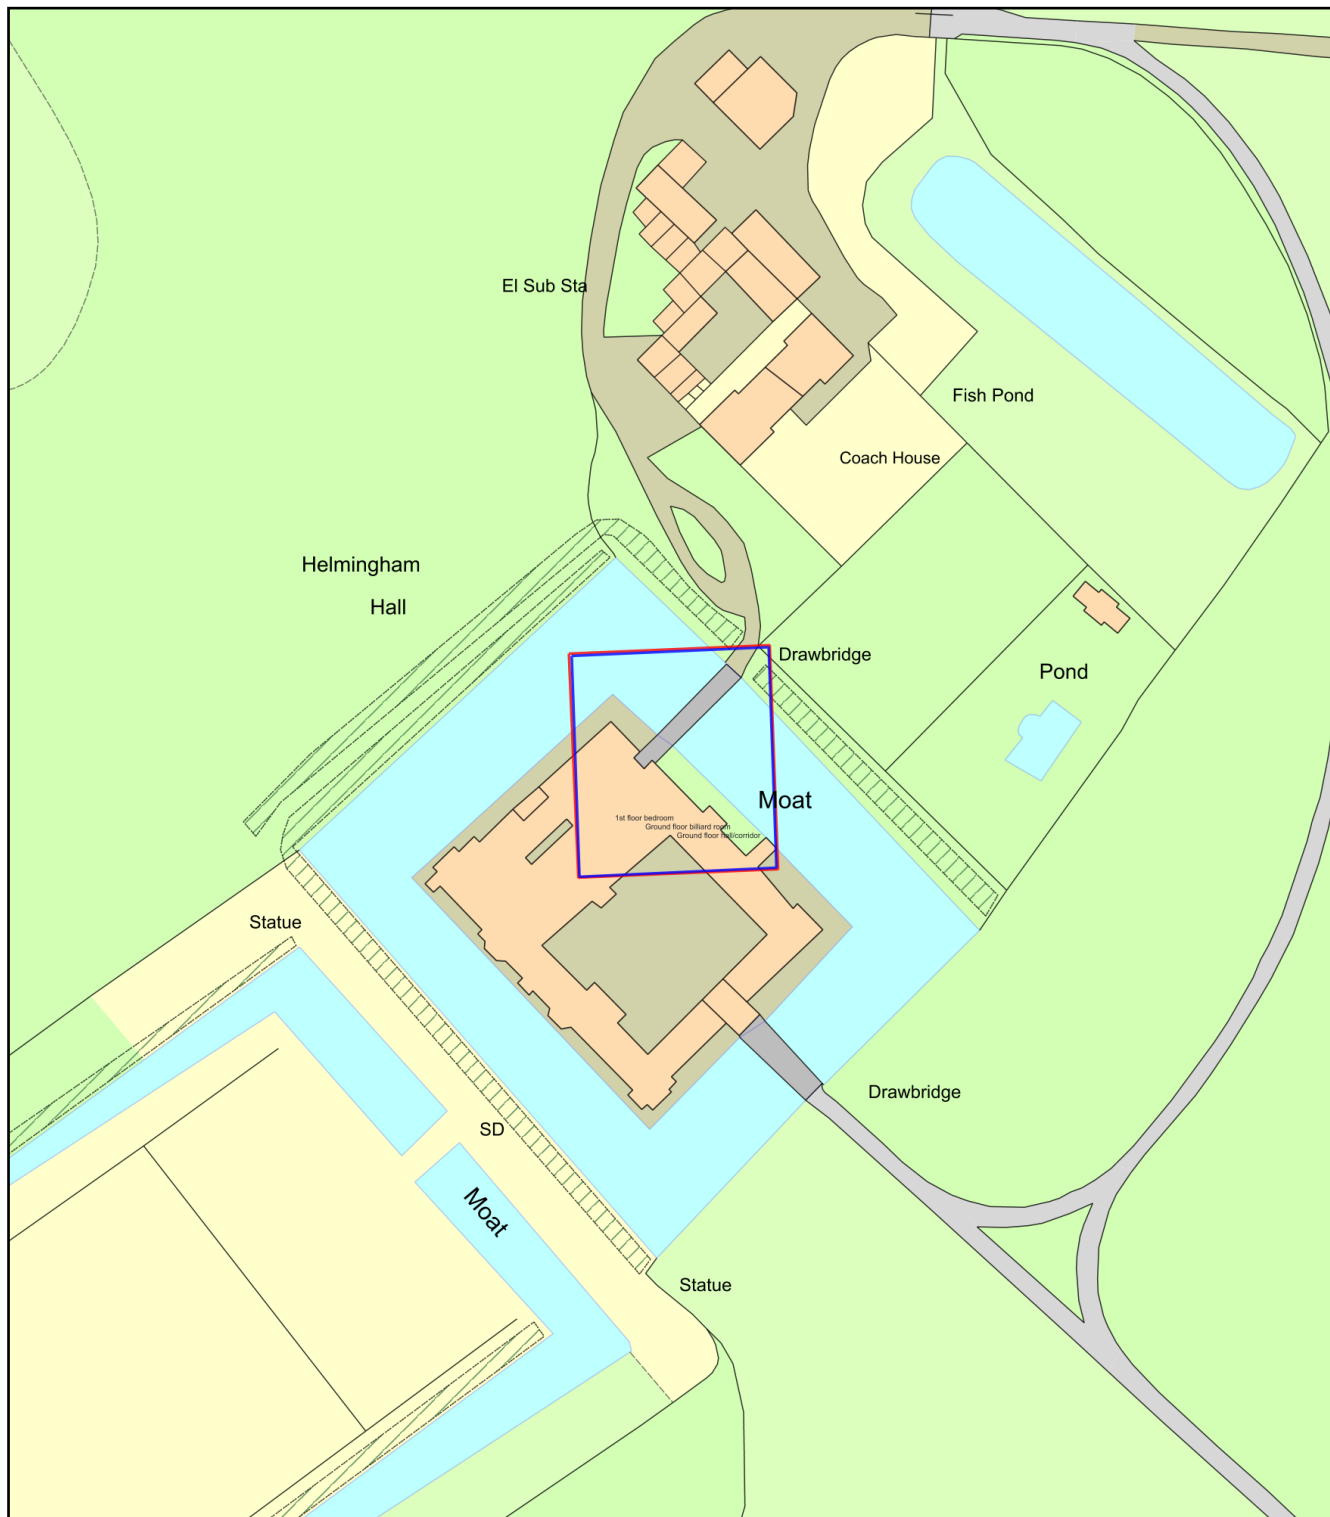 El Sub Sta
Fish Pond
Coach House
Helmingham
Hall
Drawbridge
Pond
Moat
1st floor bedroom
Ground floor billiard room
Ground floor hall/corridor
Statue
Drawbridge
SD
Moat
Statue